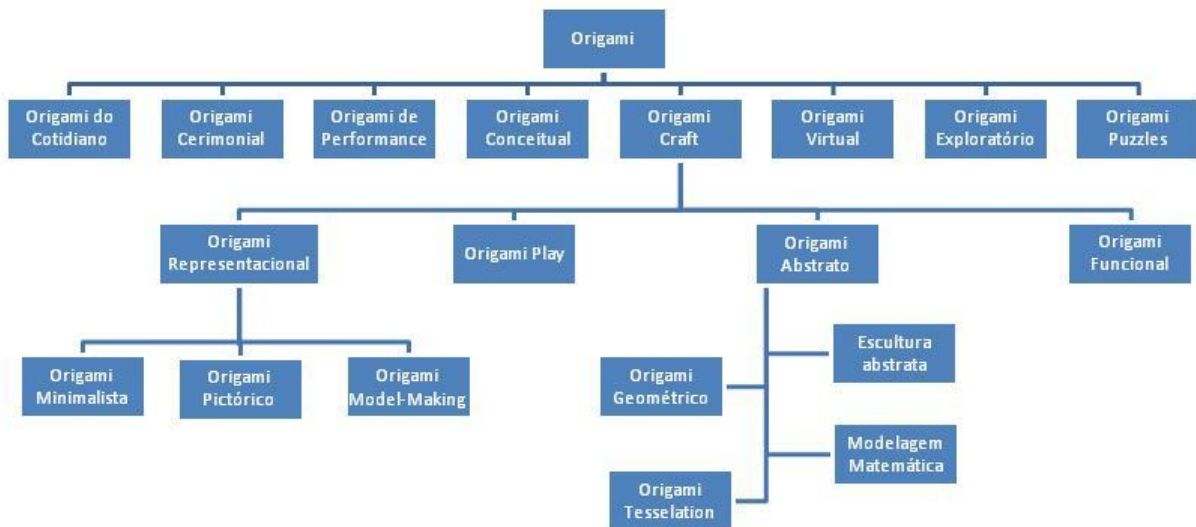 Origami
Origami do
Cotidiano
Origami
Cerimonial
Origami de
Performance
Origami
Conceitual
Origami
Craft
Origami
Virtual
Origami
Exploratório
Origami
Puzzles
Origami
Representacional
Origami Play
Origami
Abstrato
Origami
Funcional
Origami
Minimalista
Origami
Pictórico
Origami
Model-Making
Origami
Geométrico
Escultura
abstrata
Modelagem
Matemática
Origami
Tesselation